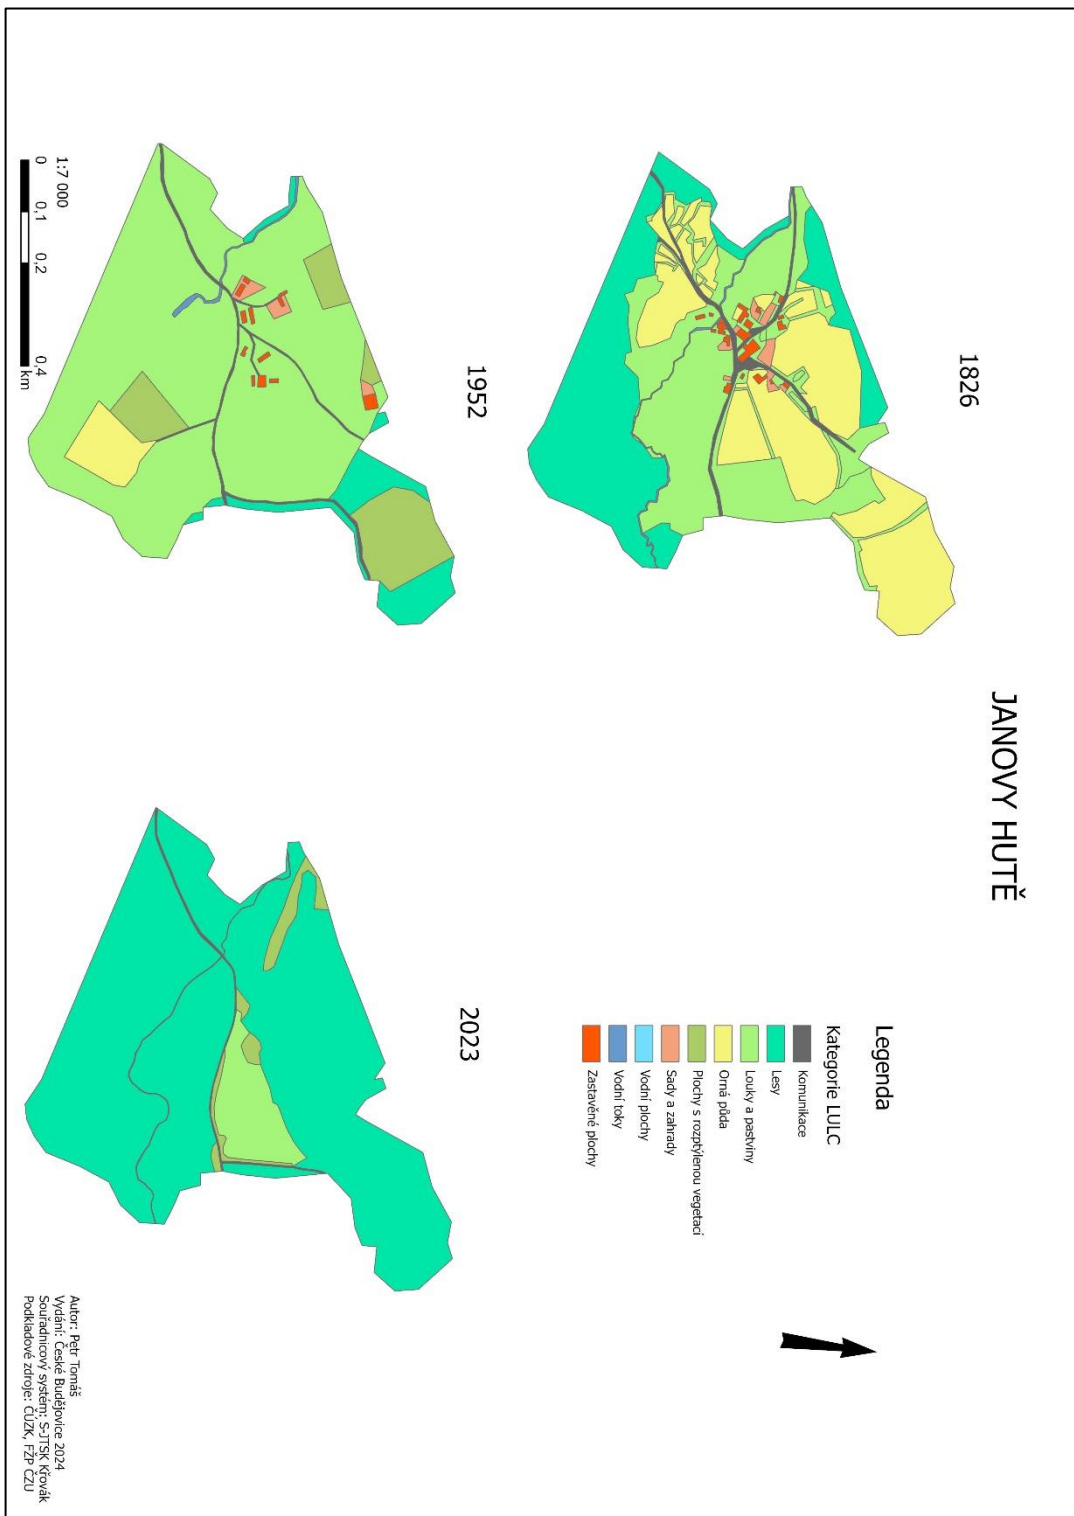 JANOVY HUTĚ
1826
1952
2023
Legenda
Kategorie LULC
Komunikace
Lesy
Louky a pastviny
Orná půda
Plochy s rozptýlenou vegetací
Sady a zahrady
Vodní plochy
Vodní toky
Zastavěné plochy
1:7 000
0 0,1 0,2 0,4
km
Autor: Petr Tomáš
Vydání: České Budějovice 2024
Souřadnicový systém: S-JTSK Křovák
Podkladové zdroje: ČÚZK, FŽP ČZU